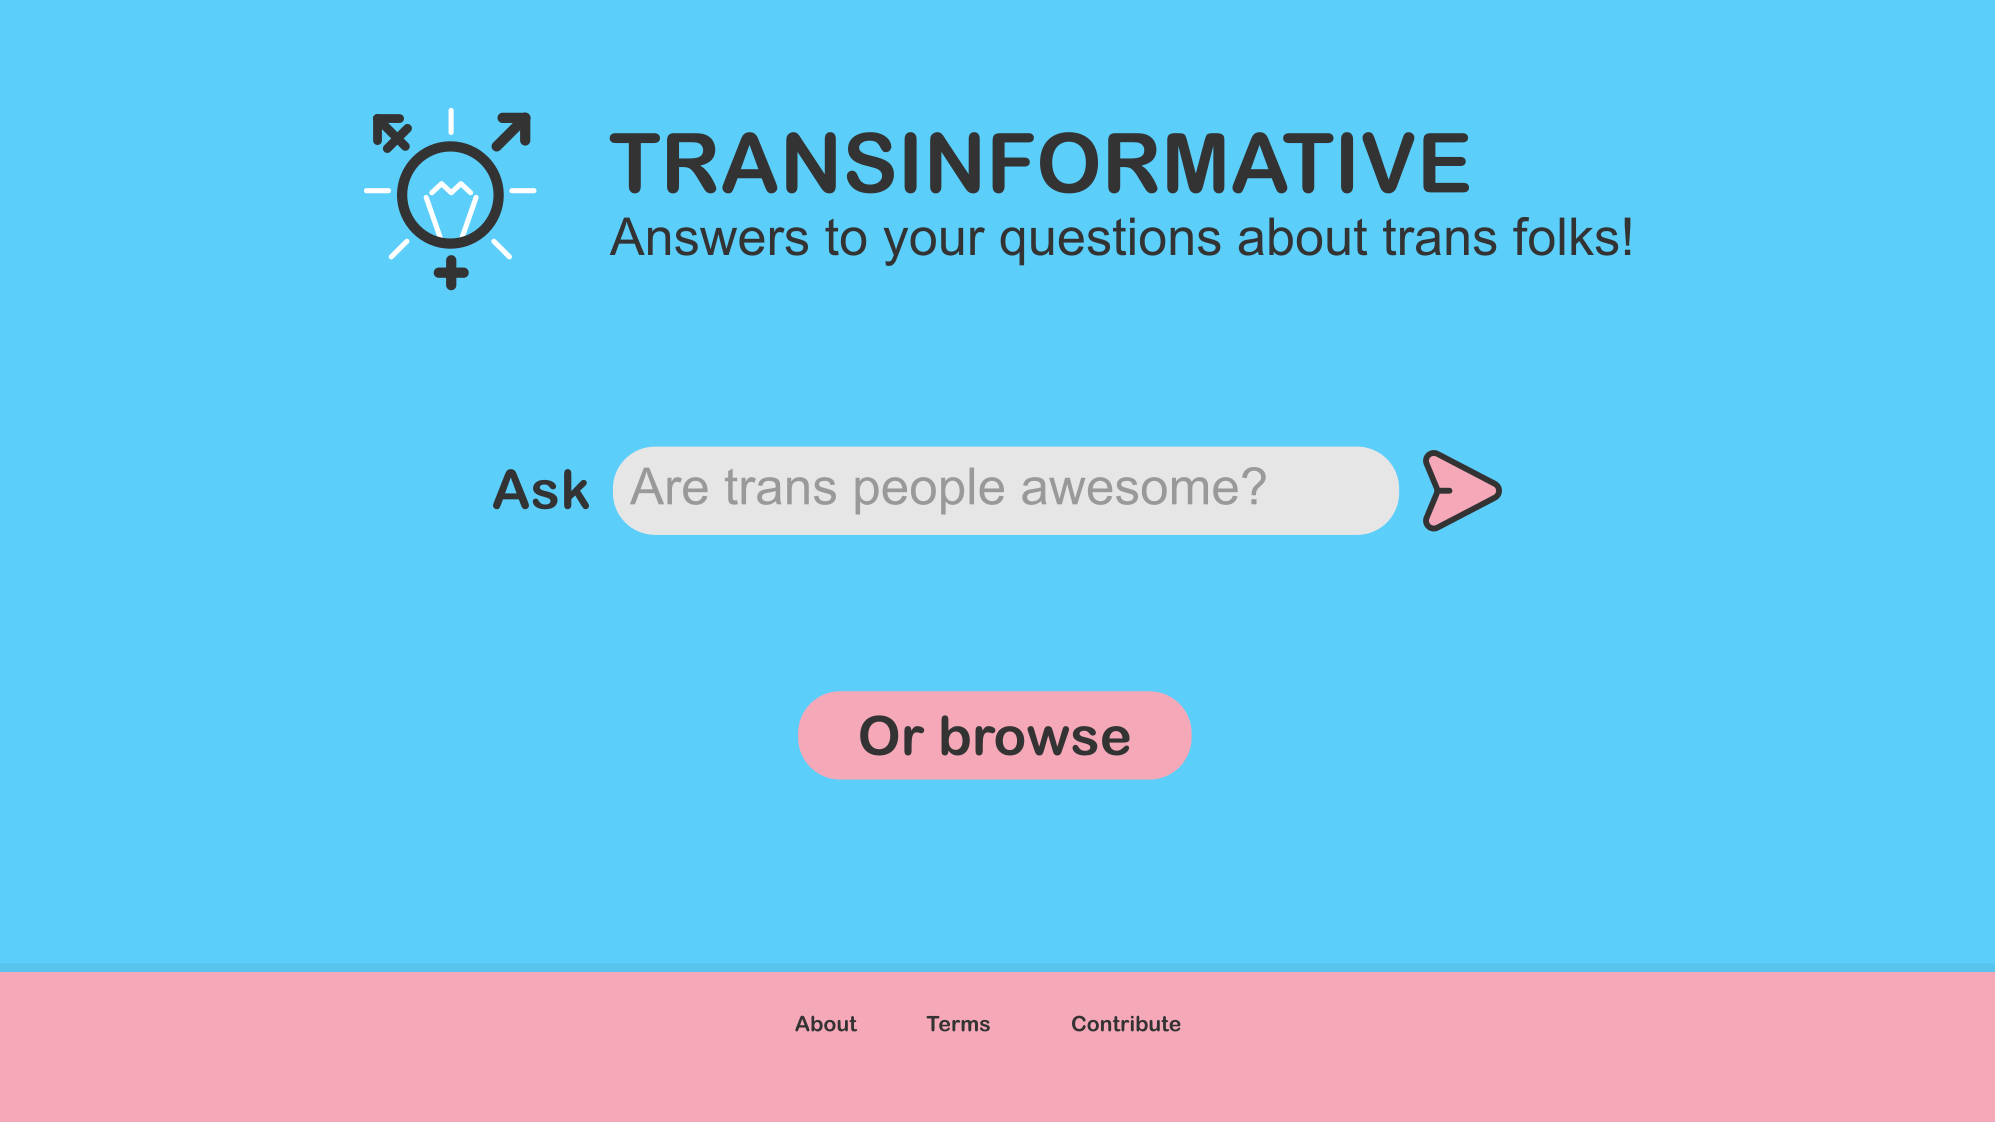 TRANSINFORMATIVE
Answers to your questions about trans folks!
Ask Are trans people awesome?
Or browse
About Terms Contribute